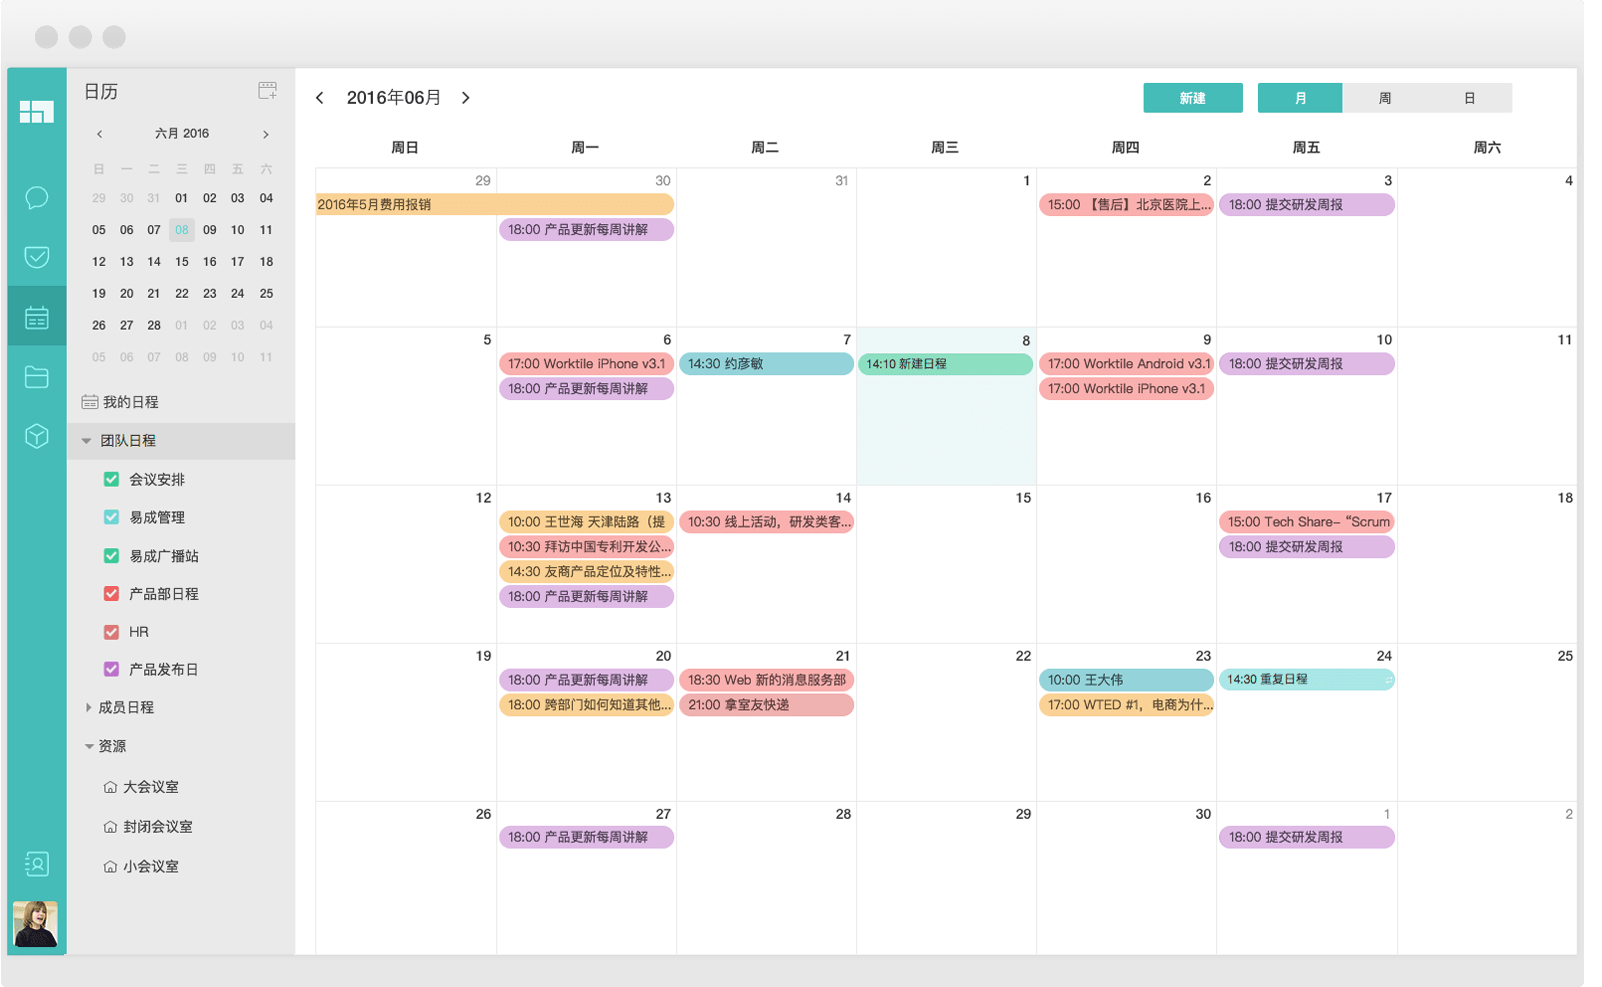 日历
六月 2016
日 一 二 三 四 五 六
29 30 31 01 02 03 04
05 06 07 08 09 10 11
12 13 14 15 16 17 18
19 20 21 22 23 24 25
26 27 28 01 02 03 04
05 06 07 08 09 10 11
我的日程
团队日程
会议安排
易成管理
易成广播站
产品部日程
HR
产品发布日
成员日程
资源
大会议室
封闭会议室
小会议室
2016年06月
新建
月 周 日
周日 周一 周二 周三 周四 周五 周六
29 30 31 1 2 3 4
2016年5月费用报销
15:00 【售后】北京医院上...
18:00 提交研发周报
18:00 产品更新每周讲解
5 6 7 8 9 10 11
17:00 Worktile iPhone v3.1
14:30 约彦敏
14:10 新建日程
17:00 Worktile Android v3.1
18:00 提交研发周报
18:00 产品更新每周讲解
17:00 Worktile iPhone v3.1
12 13 14 15 16 17 18
10:00 王世海 天津陆路（提
10:30 线上活动，研发类客...
15:00 Tech Share- “Scrum
10:30 拜访中国专利开发公...
18:00 提交研发周报
14:30 友商产品定位及特性...
18:00 产品更新每周讲解
19 20 21 22 23 24 25
18:00 产品更新每周讲解
18:30 Web 新的消息服务部
10:00 王大伟
14:30 重复日程
18:00 跨部门如何知道其他...
21:00 拿室友快递
17:00 WTED #1，电商为什...
26 27 28 29 30 1 2
18:00 产品更新每周讲解
18:00 提交研发周报